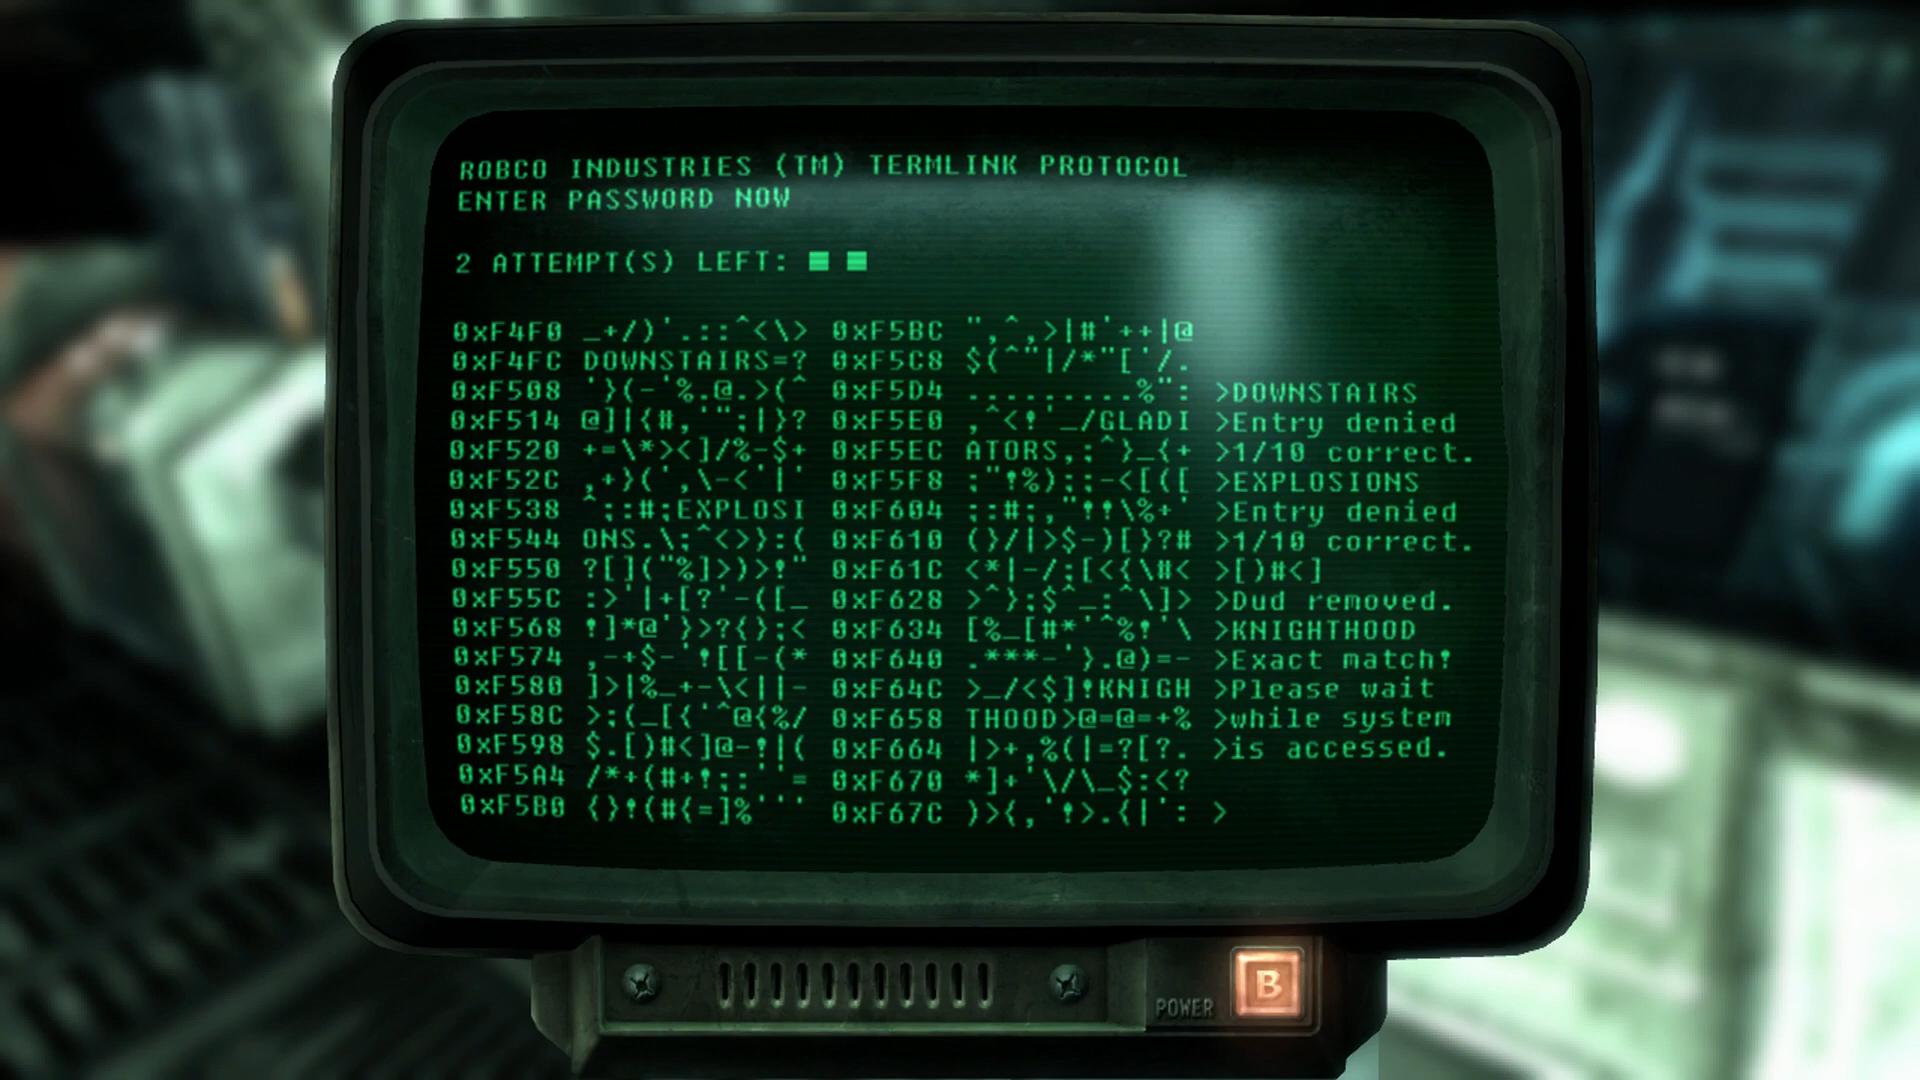 ROBCO INDUSTRIES (TM) TERMLINK PROTOCOL
ENTER PASSWORD NOW
2 ATTEMPT(S) LEFT: ■ ■
0xF4F0 _+/)'.::^<\> 0xF5BC ",^,>|#'++|@
0xF4FC DOWNSTAIRS=? 0xF5C8 $(^"|/*"['/.
0xF508 '}(-'%.@.>(^ 0xF5D4 .........%": >DOWNSTAIRS
0xF514 @]|{#,'":|}? 0xF5E0 ,^<!'_/GLADI >Entry denied
0xF520 +=\*><]/%-$+ 0xF5EC ATORS,:^}_{+ >1/10 correct.
0xF52C ,+}(',\-<'|' 0xF5F8 :"!%);;-<[([ >EXPLOSIONS
0xF538 ^;:#;EXPLOSI 0xF604 ;:#;,"!!\%+' >Entry denied
0xF544 ONS.\;^<>}:( 0xF610 (}/|>$-)[}?# >1/10 correct.
0xF550 ?[]("%]>)>!" 0xF61C <*|-/;[<{\#< >[)#<]
0xF55C :>'|+[?'-([_ 0xF628 >^};$^_:^\]> >Dud removed.
0xF568 !]*@'}>?{};< 0xF634 [%_[#*'^%!'\ >KNIGHTHOOD
0xF574 ,-+$-'![[-(* 0xF640 .***-'}.@)=- >Exact match!
0xF580 ]>|%_+-\<||- 0xF64C >_/<$]!KNIGH >Please wait
0xF58C >;(_[{'^@{%/ 0xF658 THOOD>@=@=+% >while system
0xF598 $.[)#<]@-!|( 0xF664 |>+,%(|=?[?. >is accessed.
0xF5A4 /*+(#+!;:''= 0xF670 *]+'\/\_$:<?
0xF5B0 {}!(#{=]%''' 0xF67C )>{,'!>.{|': >
POWER
B